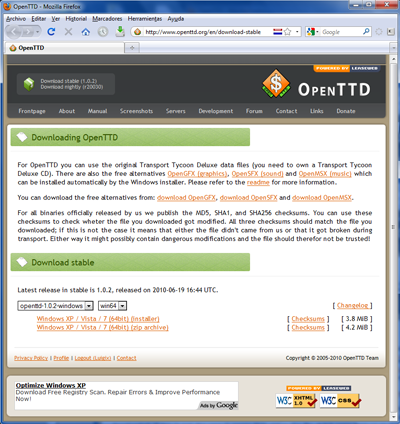 OpenTTD - Mozilla Firefox
Archivo Editar Ver Historial Marcadores Herramientas Ayuda
http://www.openttd.org/en/download-stable
Google
OpenTTD
POWERED BY LEASEWEB
Download stable (1.0.2)
Download nightly (r20030)
OPENTTD
Frontpage About Manual Screenshots Servers Development Forum Contact Links Donate
Downloading OpenTTD
For OpenTTD you can use the original Transport Tycoon Deluxe data files (you need to own a Transport Tycoon
Deluxe CD). There are also the free alternatives OpenGFX (graphics), OpenSFX (sound) and OpenMSX (music) which
can be installed automatically by the Windows installer. Please refer to the readme for more information.
You can download the free alternatives from: download OpenGFX, download OpenSFX and download OpenMSX.
For all binaries officially released by us we publish the MD5, SHA1, and SHA256 checksums. You can use these
checksums to check wheter the file you downloaded got modified. All three checksums should match the file you
downloaded; if this is not the case it means that either the file didn't came from us or that it got broken during
transport. Either way it might possibly contain dangerous modifications and the file should therefor not be trusted!
Download stable
Latest release in stable is 1.0.2, released on 2010-06-19 16:44 UTC.
openttd-1.0.2-windows win64 [ Changelog ]
Windows XP / Vista / 7 (64bit) (installer) [ Checksums ] [ 3.8 MiB ]
Windows XP / Vista / 7 (64bit) (zip archive) [ Checksums ] [ 4.2 MiB ]
Privacy Policy | Profile | Logout (Luigiv) | Contact Copyright © 2005-2010 OpenTTD Team
Optimize Windows XP
Download Free Registry Scan. Repair Errors & Improve Performance
Now!
Ads by Google
POWERED BY LEASEWEB
W3C XHTML 1.0
W3C CSS